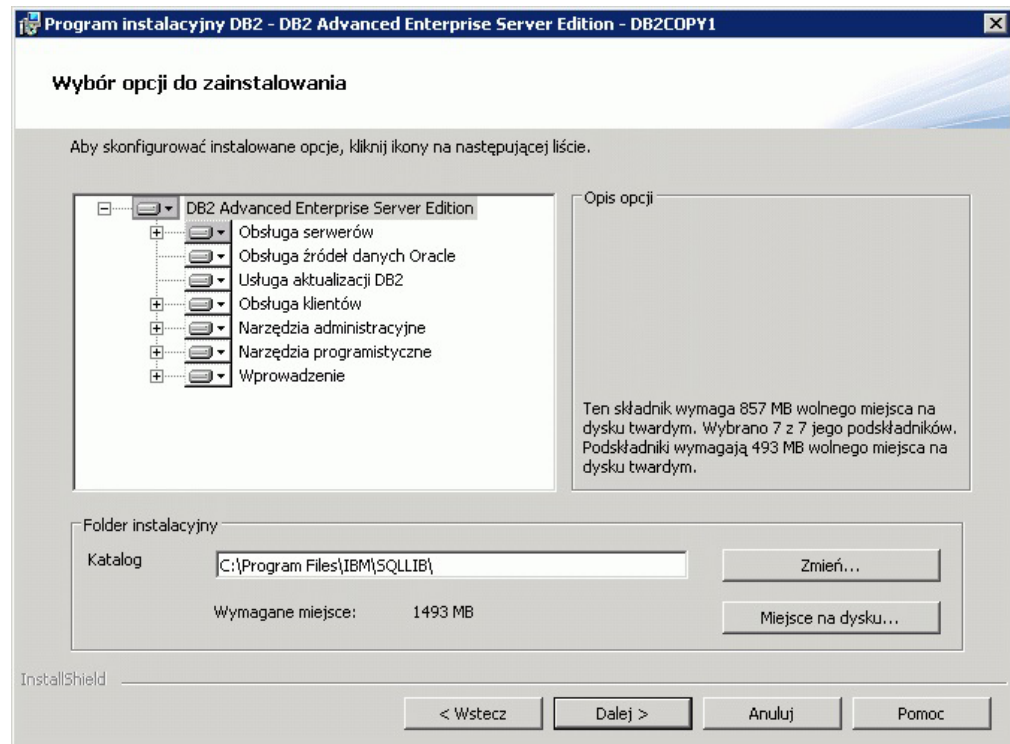 Program instalacyjny DB2 - DB2 Advanced Enterprise Server Edition - DB2COPY1
Wybór opcji do zainstalowania
Aby skonfigurować instalowane opcje, kliknij ikony na następującej liście.
DB2 Advanced Enterprise Server Edition
Obsługa serwerów
Obsługa źródeł danych Oracle
Usługa aktualizacji DB2
Obsługa klientów
Narzędzia administracyjne
Narzędzia programistyczne
Wprowadzenie
Opis opcji
Ten składnik wymaga 857 MB wolnego miejsca na
dysku twardym. Wybrano 7 z 7 jego podskładników.
Podskładniki wymagają 493 MB wolnego miejsca na
dysku twardym.
Folder instalacyjny
Katalog
C:\Program Files\IBM\SQLLIB\
Zmień...
Wymagane miejsce: 1493 MB
Miejsce na dysku...
InstallShield
< Wstecz
Dalej >
Anuluj
Pomoc